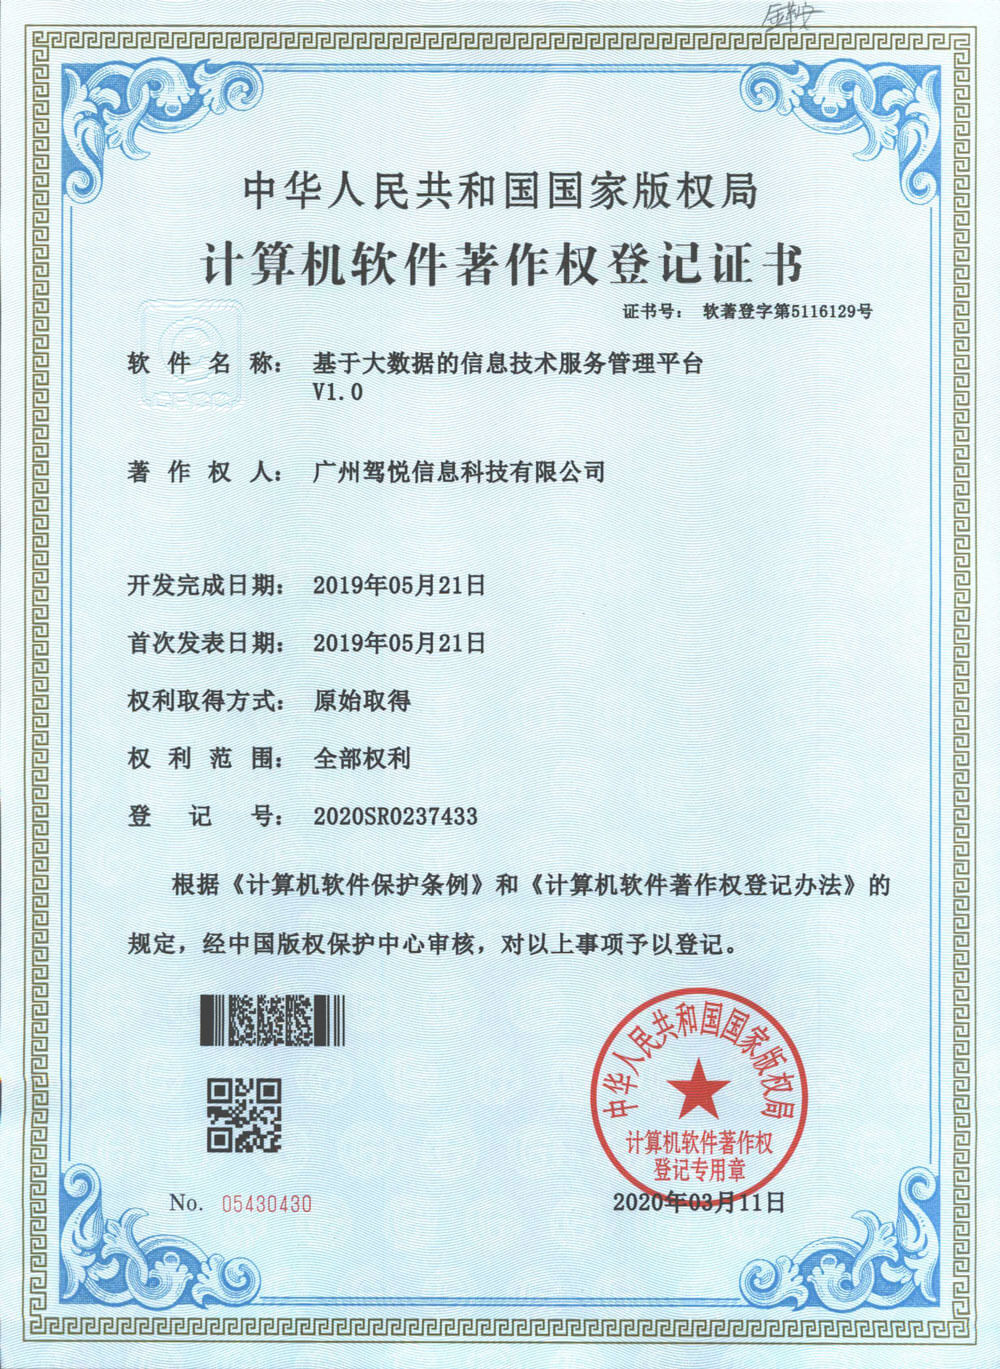 中华人民共和国国家版权局
计算机软件著作权登记证书
证书号： 软著登字第5116129号
软件名称： 基于大数据的信息技术服务管理平台
V1.0
著作权人： 广州驾悦信息科技有限公司
开发完成日期： 2019年05月21日
首次发表日期： 2019年05月21日
权利取得方式： 原始取得
权利范围： 全部权利
登记号： 2020SR0237433
根据《计算机软件保护条例》和《计算机软件著作权登记办法》的
规定，经中国版权保护中心审核，对以上事项予以登记。
中华人民共和国国家版权局
计算机软件著作权
登记专用章
No. 05430430
2020年03月11日